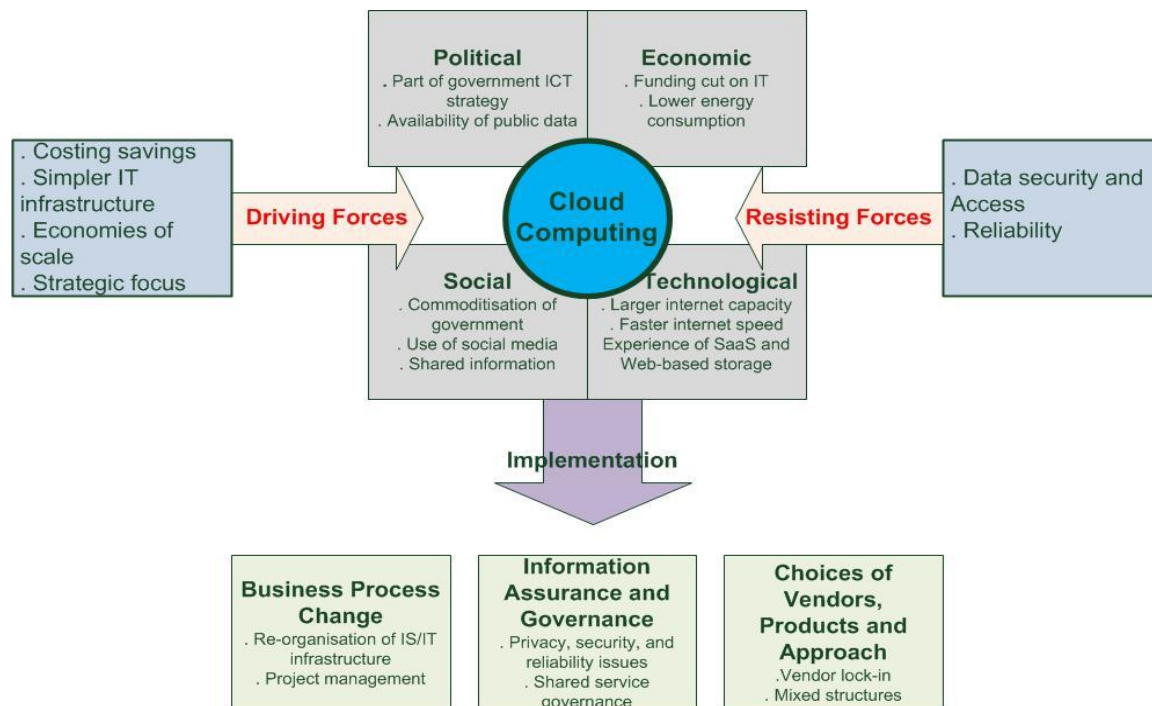 Political
. Part of government ICT
strategy
. Availability of public data
Economic
. Funding cut on IT
. Lower energy
consumption
. Costing savings
. Simpler IT
infrastructure
. Economies of
scale
. Strategic focus
Driving Forces
Cloud
Computing
Resisting Forces
. Data security and
Access
. Reliability
Social
. Commoditisation of
government
. Use of social media
. Shared information
Technological
. Larger internet capacity
. Faster internet speed
Experience of SaaS and
Web-based storage
Implementation
Business Process
Change
. Re-organisation of IS/IT
infrastructure
. Project management
Information
Assurance and
Governance
. Privacy, security, and
reliability issues
. Shared service
governance
Choices of
Vendors,
Products and
Approach
.Vendor lock-in
. Mixed structures